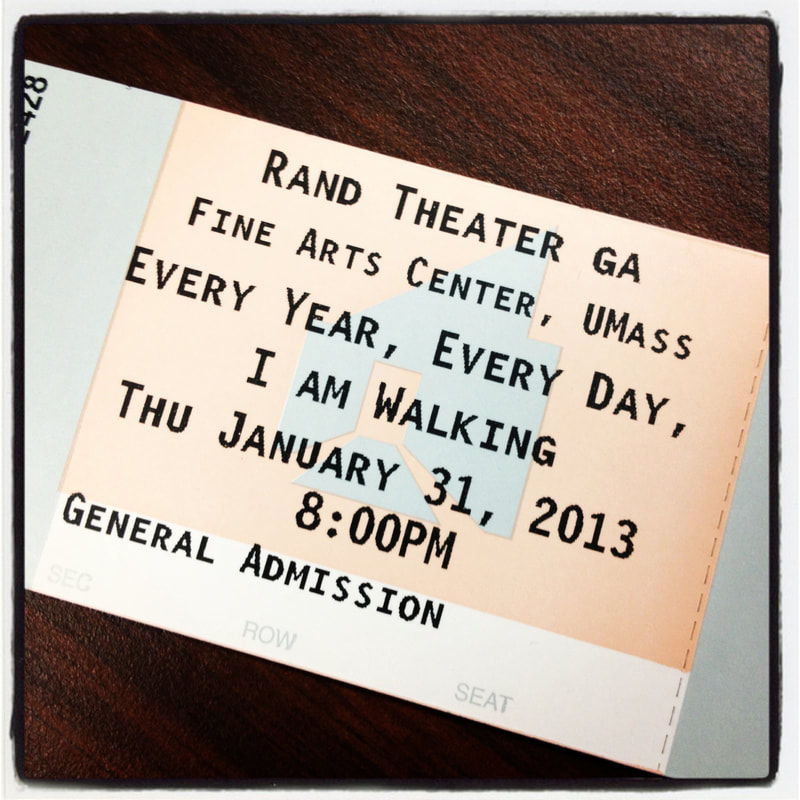 Rand Theater GA
Fine Arts Center, UMass
Every Year, Every Day,
I am Walking
Thu January 31, 2013
8:00PM
General Admission
SEC
ROW
SEAT